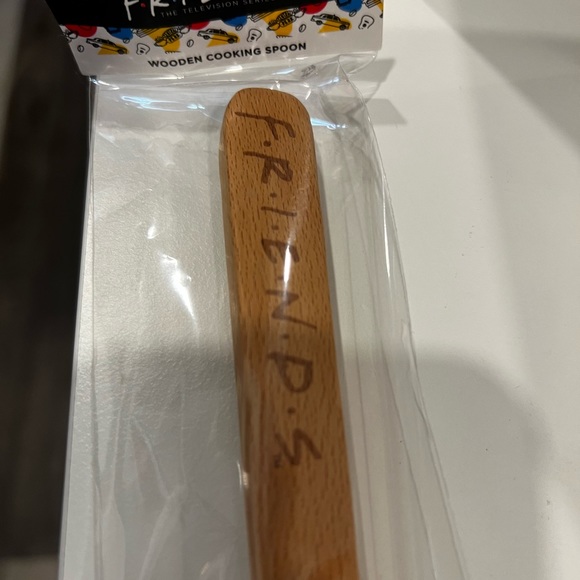 THE TELEVISION SERIES
WOODEN COOKING SPOON
F.R.I.E.N.D.S